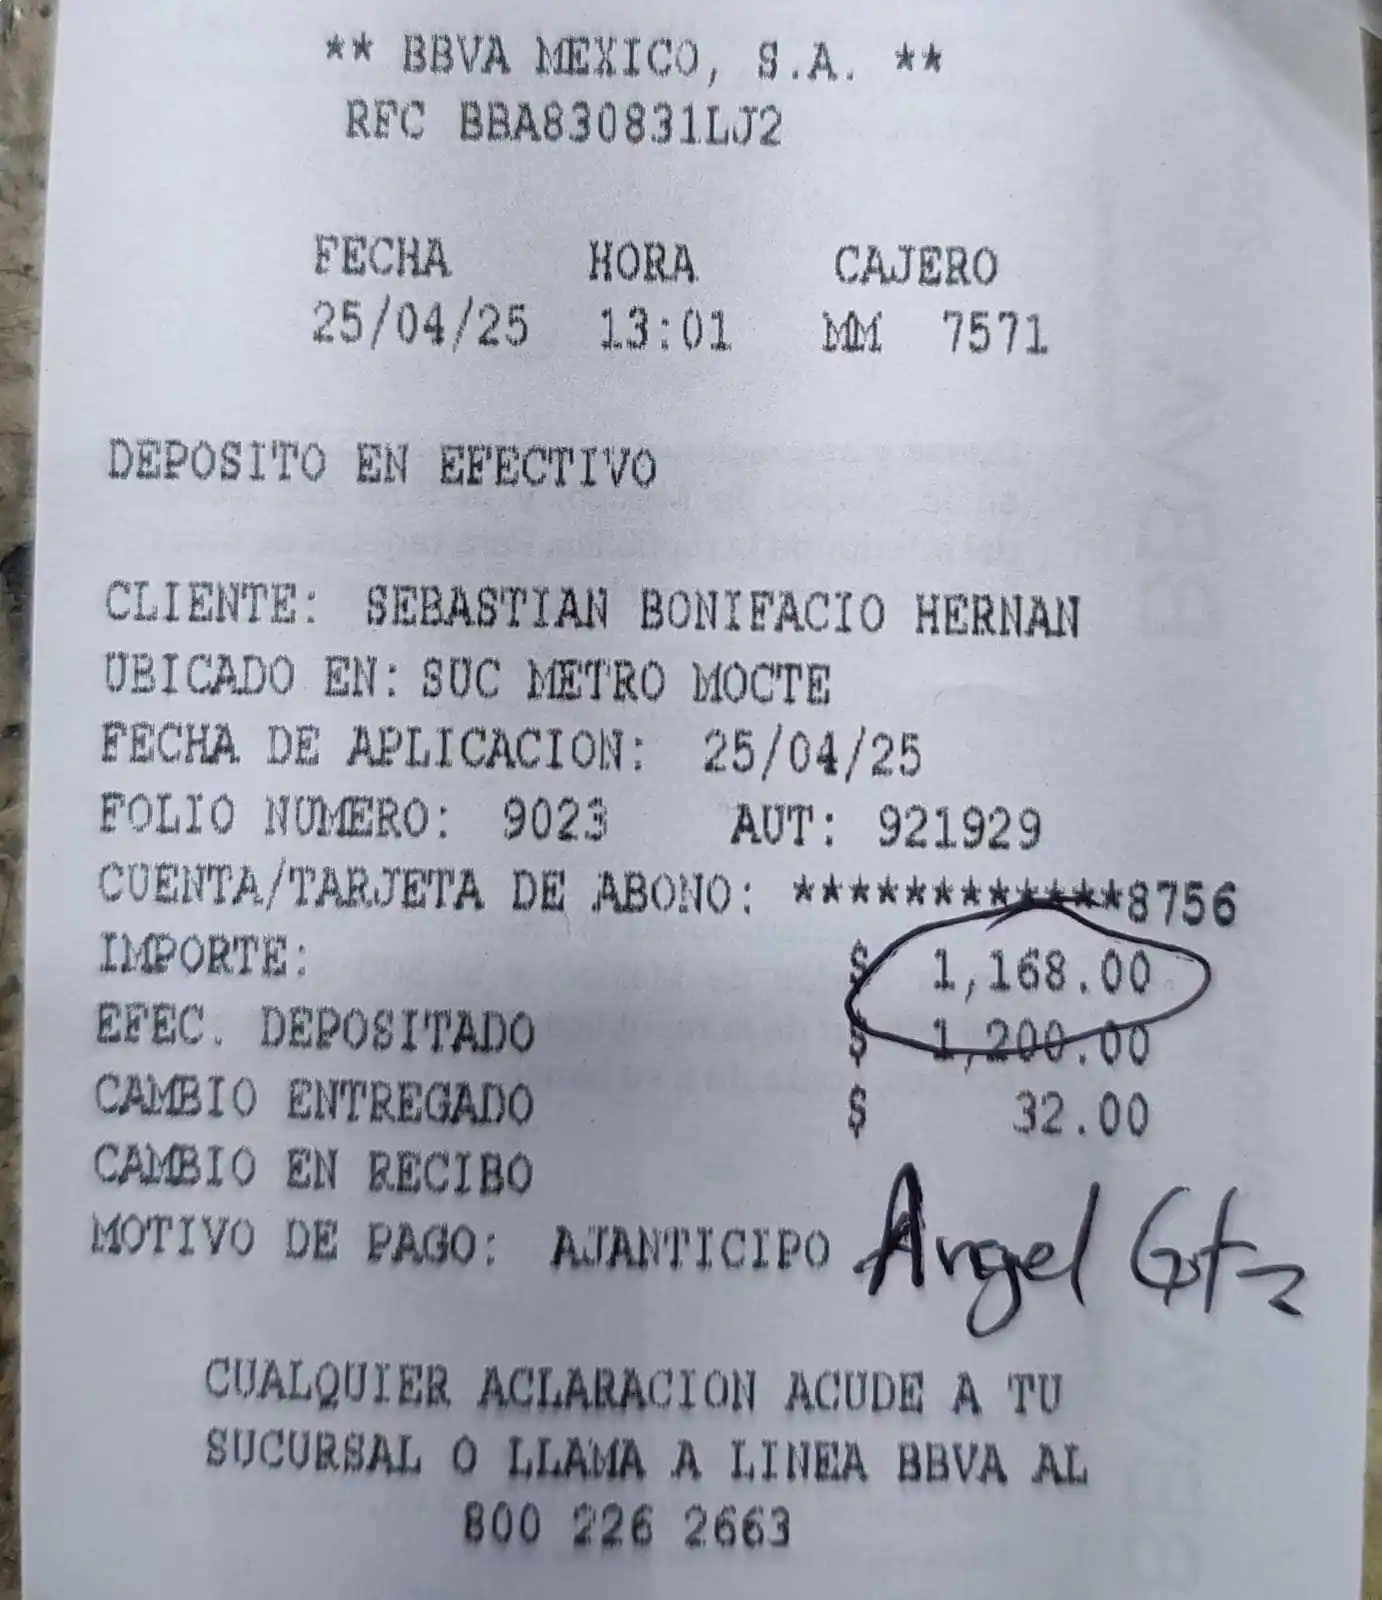 ** BBVA MEXICO, S.A. **
RFC BBA830831LJ2
FECHA HORA CAJERO
25/04/25 13:01 MM 7571
DEPOSITO EN EFECTIVO
CLIENTE: SEBASTIAN BONIFACIO HERNAN
UBICADO EN: SUC METRO MOCTE
FECHA DE APLICACION: 25/04/25
FOLIO NUMERO: 9023 AUT: 921929
CUENTA/TARJETA DE ABONO: ************8756
IMPORTE: $ 1,168.00
EFEC. DEPOSITADO $ 1,200.00
CAMBIO ENTREGADO $ 32.00
CAMBIO EN RECIBO
MOTIVO DE PAGO: AJANTICIPO Angel Gtz
CUALQUIER ACLARACION ACUDE A TU
SUCURSAL O LLAMA A LINEA BBVA AL
800 226 2663